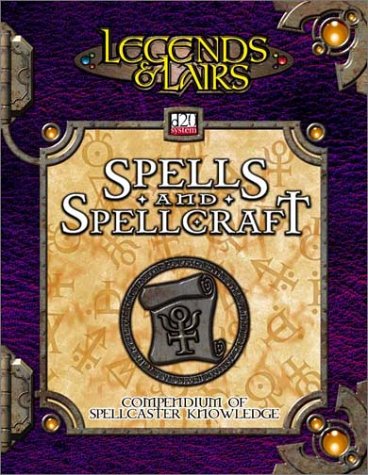 LEGENDS
& LAIRS
d20
system
SPELLS
AND
SPELLCRAFT
COMPENDIUM OF
SPELLCASTER KNOWLEDGE